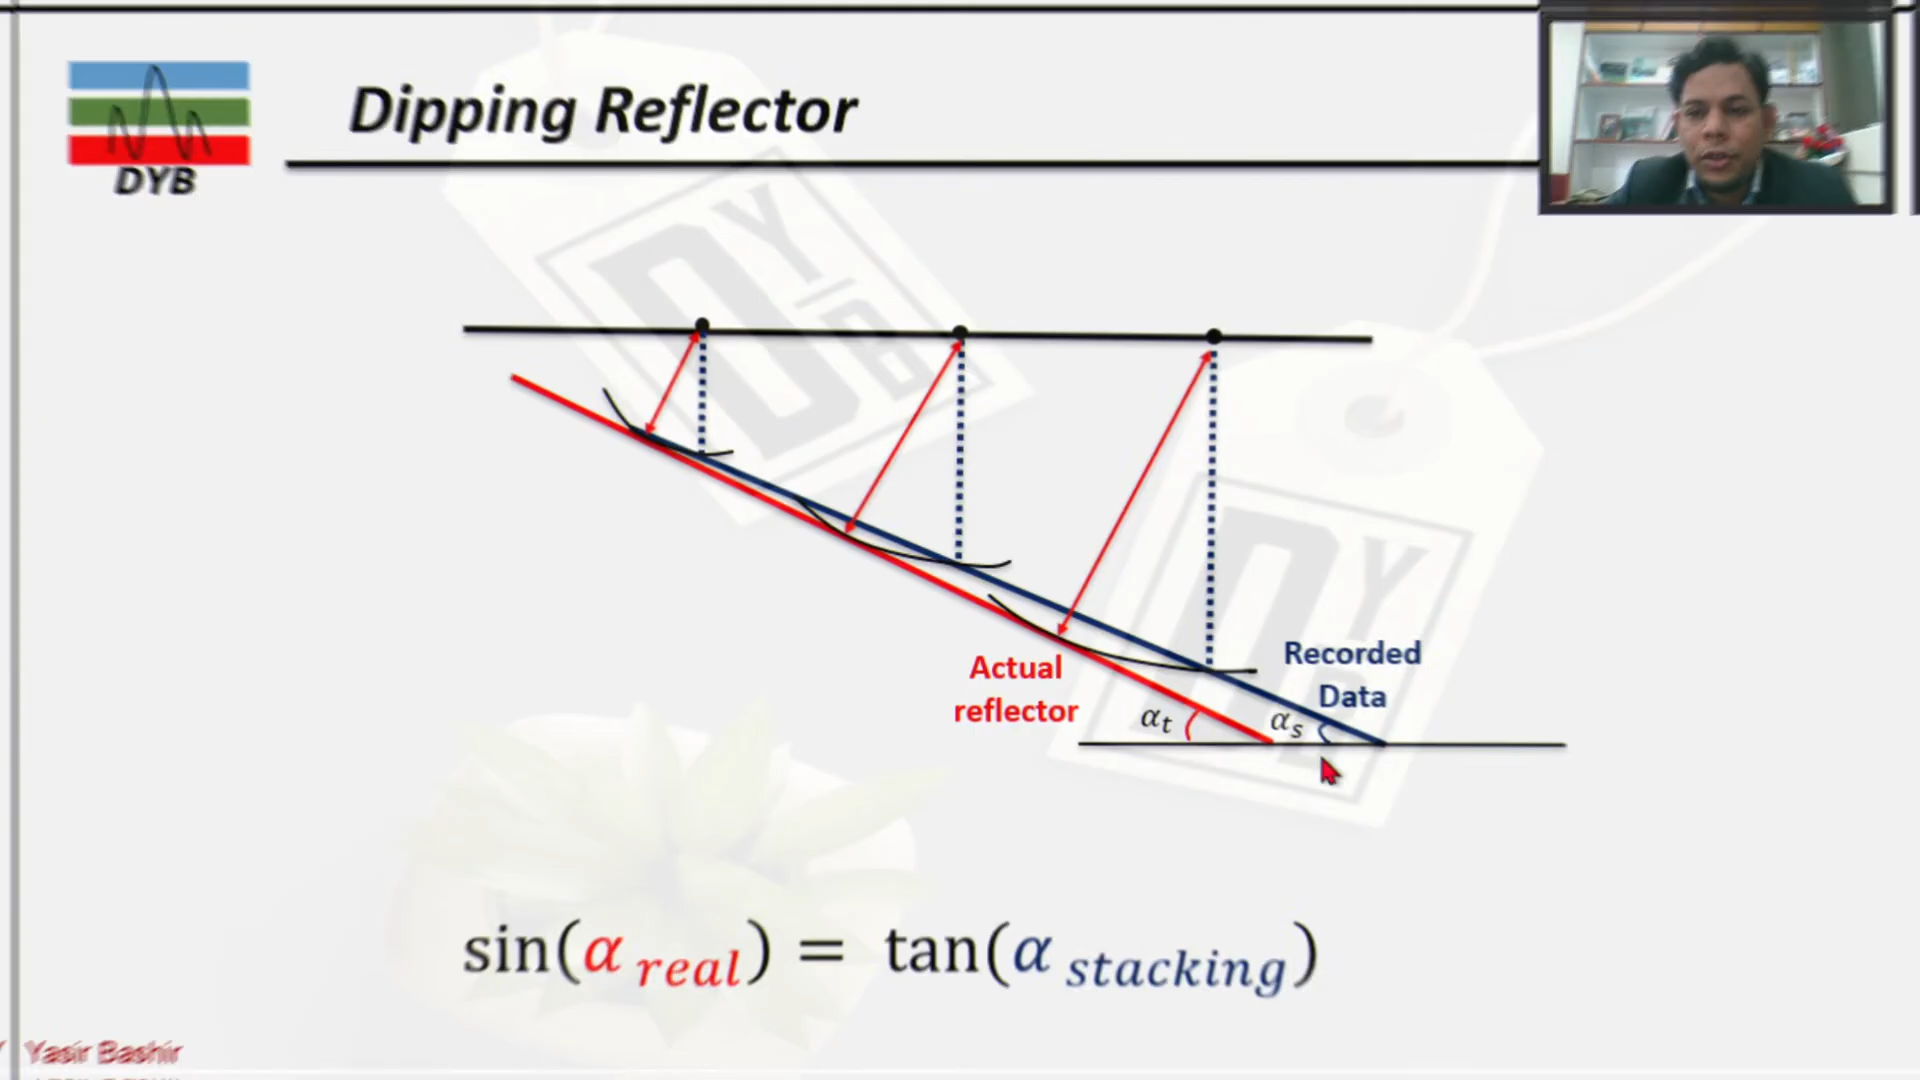 DYB
Dipping Reflector
Recorded
Data
Actual
reflector
αt
αs
sin(α real) = tan(α stacking)
Yasir Bashir